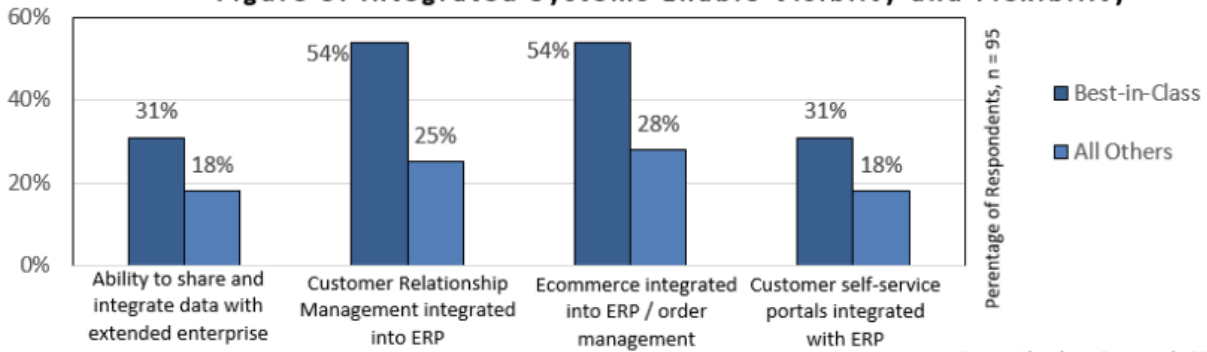 60%
40%
20%
0%
31%
18%
54%
25%
54%
28%
31%
18%
Ability to share and
integrate data with
extended enterprise
Customer Relationship
Management integrated
into ERP
Ecommerce integrated
into ERP / order
management
Customer self-service
portals integrated
with ERP
Perentage of Respondents, n = 95
Best-in-Class
All Others